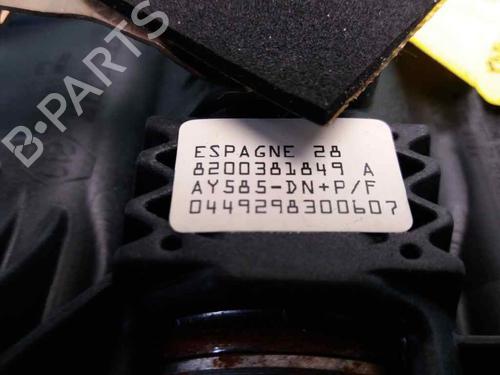 B-PARTS
ESPAGNE 28
8200381849 A
AY585-DN+P/F
0449298300607